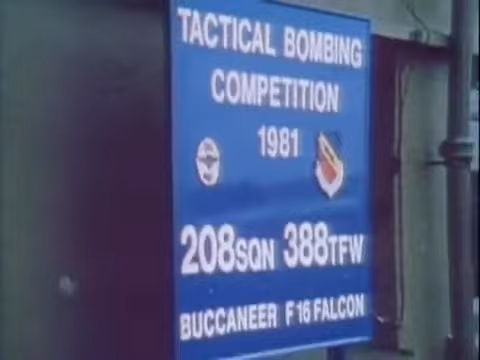 TACTICAL BOMBING
COMPETITION
1981
208SQN 388TFW
BUCCANEER F16 FALCON